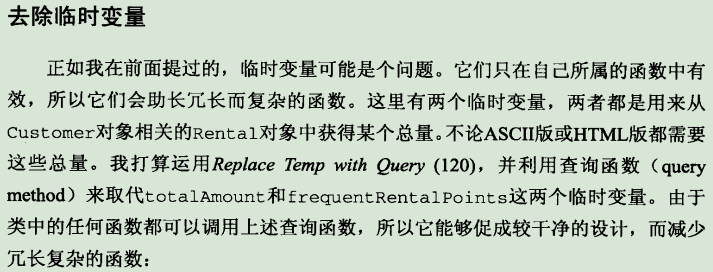 去除临时变量
正如我在前面提过的，临时变量可能是个问题。它们只在自己所属的函数中有
效，所以它们会助长冗长而复杂的函数。这里有两个临时变量，两者都是用来从
Customer对象相关的Rental对象中获得某个总量。不论ASCII版或HTML版都需要
这些总量。我打算运用Replace Temp with Query (120)，并利用查询函数（query
method）来取代totalAmount和frequentRentalPoints这两个临时变量。由于
类中的任何函数都可以调用上述查询函数，所以它能够促成较干净的设计，而减少
冗长复杂的函数：